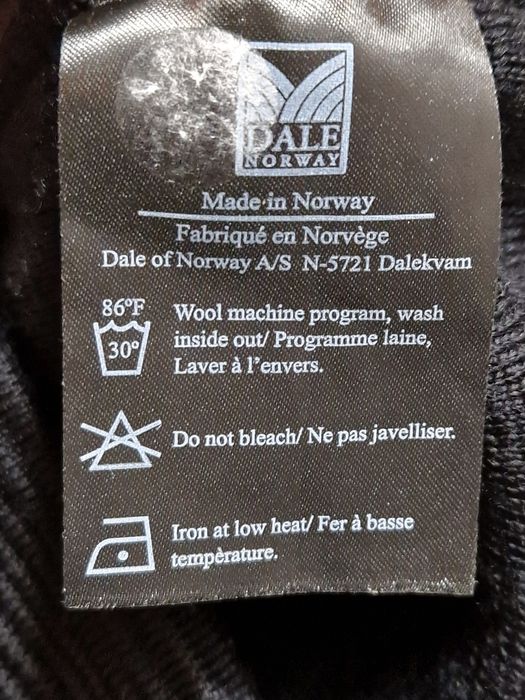 DALE
NORWAY
Made in Norway
Fabriqué en Norvège
Dale of Norway A/S N-5721 Dalekvam
86°F
30°
Wool machine program, wash
inside out/ Programme laine,
Laver à l'envers.
Do not bleach/ Ne pas javelliser.
Iron at low heat/ Fer à basse
tempèrature.